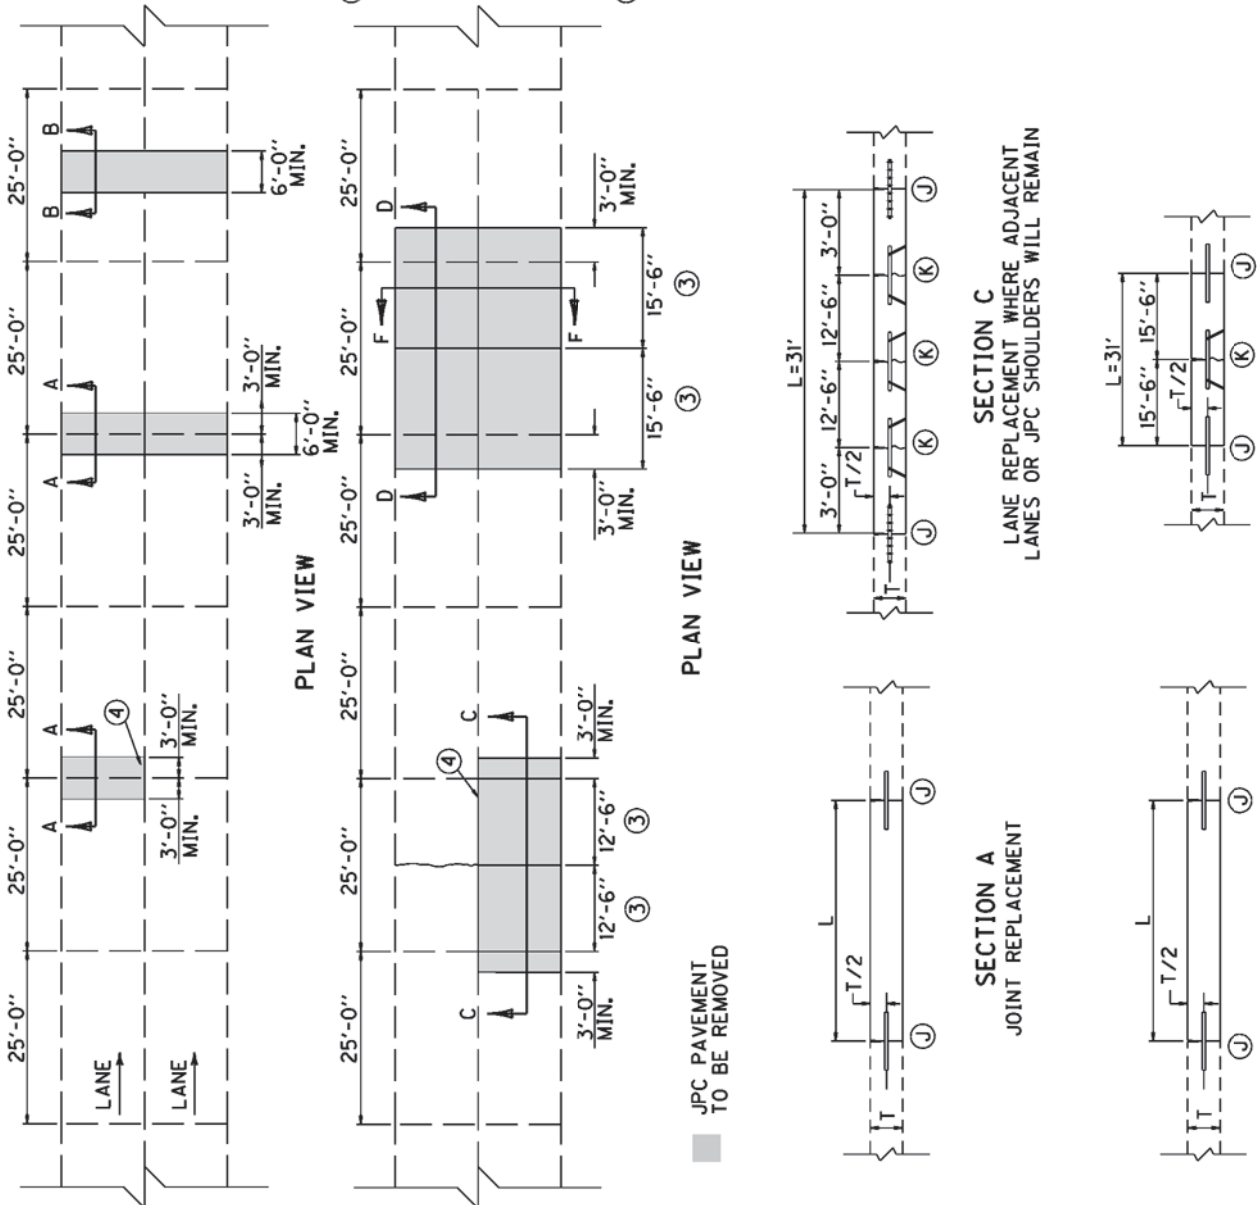 25'-0" 25'-0" 25'-0" 25'-0" 25'-0" 25'-0"
A A A A B B
LANE
LANE
4
3'-0" MIN.
3'-0" MIN.
3'-0" MIN.
3'-0" MIN.
6'-0" MIN.
6'-0" MIN.
PLAN VIEW
25'-0" 25'-0" 25'-0" 25'-0" 25'-0" 25'-0"
D D
F F
4
C C
3'-0" MIN.
12'-6" 12'-6"
3 3
3'-0" MIN.
3'-0" MIN.
15'-6" 15'-6"
3 3
3'-0" MIN.
PLAN VIEW
JPC PAVEMENT
TO BE REMOVED
L
T/2
T
J J
SECTION A
JOINT REPLACEMENT
L=31'
3'-0" 12'-6" 12'-6" 3'-0"
T/2
T
J K K K J
SECTION C
LANE REPLACEMENT WHERE ADJACENT
LANES OR JPC SHOULDERS WILL REMAIN
L
T/2
T
J J
L=31'
15'-6" 15'-6"
T/2
T
J K J